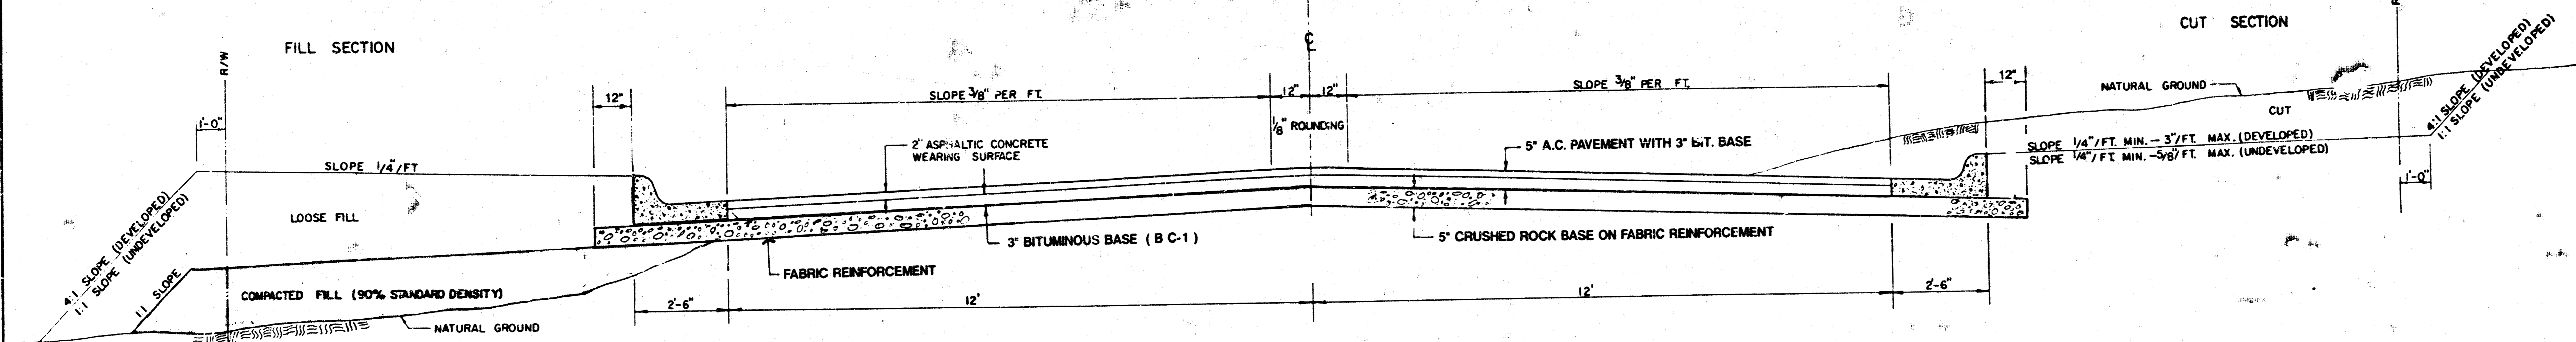 FILL SECTION
CUT SECTION
R/W
℄
1'-0"
12"
SLOPE 3/8" PER FT.
12"
12"
SLOPE 3/8" PER FT.
12"
1/8" ROUNDING
NATURAL GROUND
CUT
4:1 SLOPE (DEVELOPED)
1:1 SLOPE (UNDEVELOPED)
SLOPE 1/4"/FT
2" ASPHALTIC CONCRETE
WEARING SURFACE
5" A.C. PAVEMENT WITH 3" BIT. BASE
SLOPE 1/4"/FT. MIN. - 3"/FT. MAX. (DEVELOPED)
SLOPE 1/4"/FT MIN. -5/8"/FT. MAX. (UNDEVELOPED)
1'-0"
LOOSE FILL
4:1 SLOPE (DEVELOPED)
1:1 SLOPE (UNDEVELOPED)
1:1 SLOPE
3" BITUMINOUS BASE (BC-1)
5" CRUSHED ROCK BASE ON FABRIC REINFORCEMENT
FABRIC REINFORCEMENT
COMPACTED FILL (90% STANDARD DENSITY)
2'-6"
12'
12'
2'-6"
NATURAL GROUND